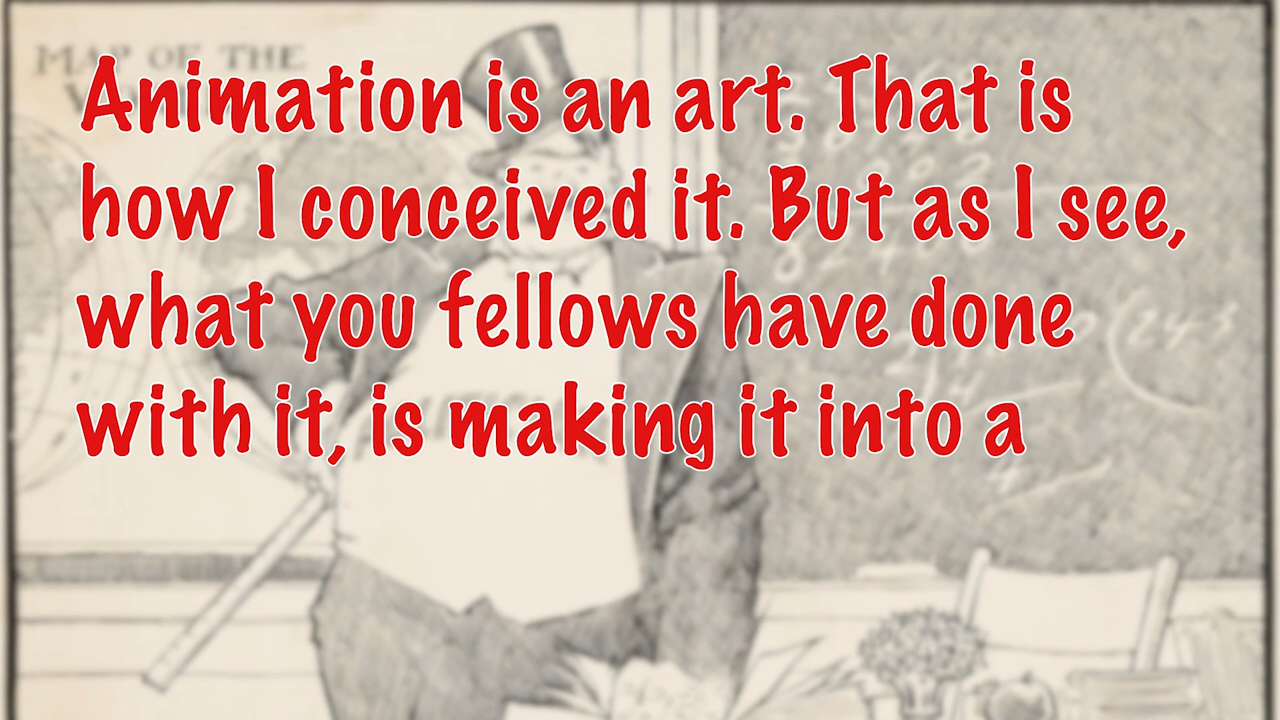 MAP OF THE
Animation is an art. That is
how I conceived it. But as I see,
what you fellows have done
with it, is making it into a